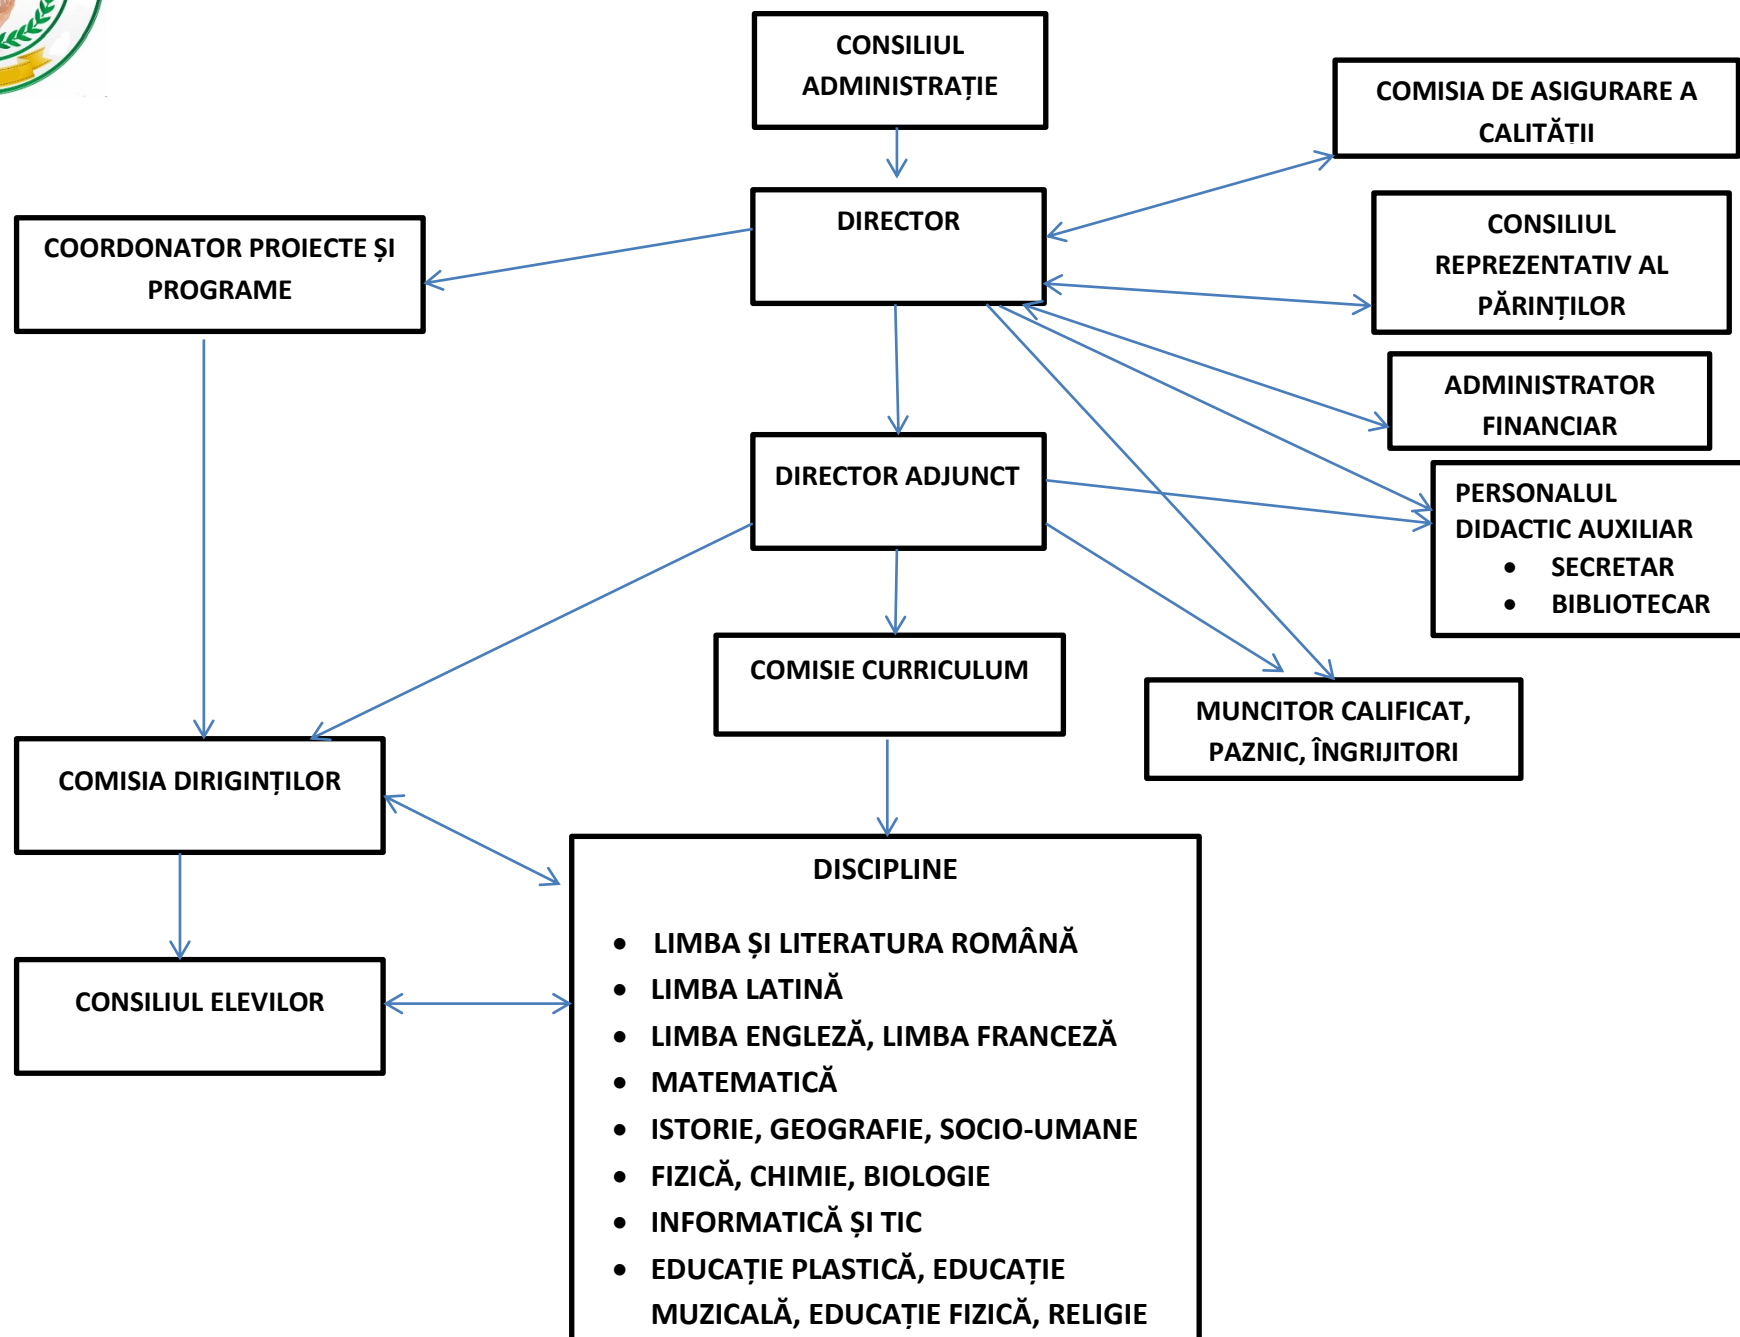 CONSILIUL
ADMINISTRAȚIE
COMISIA DE ASIGURARE A
CALITĂȚII
DIRECTOR
CONSILIUL
REPREZENTATIV AL
PĂRINȚILOR
COORDONATOR PROIECTE ȘI
PROGRAME
ADMINISTRATOR
FINANCIAR
DIRECTOR ADJUNCT
PERSONALUL
DIDACTIC AUXILIAR
• SECRETAR
• BIBLIOTECAR
COMISIE CURRICULUM
MUNCITOR CALIFICAT,
PAZNIC, ÎNGRIJITORI
COMISIA DIRIGINȚILOR
CONSILIUL ELEVILOR
DISCIPLINE
• LIMBA ȘI LITERATURA ROMÂNĂ
• LIMBA LATINĂ
• LIMBA ENGLEZĂ, LIMBA FRANCEZĂ
• MATEMATICĂ
• ISTORIE, GEOGRAFIE, SOCIO-UMANE
• FIZICĂ, CHIMIE, BIOLOGIE
• INFORMATICĂ ȘI TIC
• EDUCAȚIE PLASTICĂ, EDUCAȚIE
MUZICALĂ, EDUCAȚIE FIZICĂ, RELIGIE